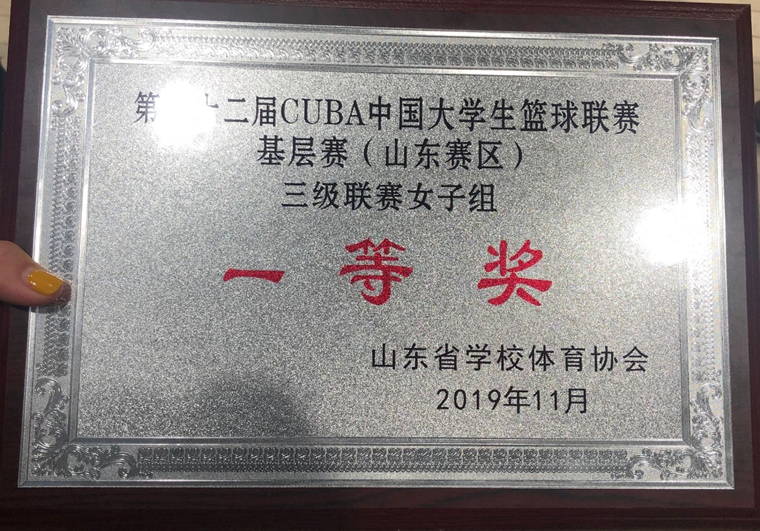 第 十二届CUBA中国大学生篮球联赛
基层赛（山东赛区）
三级联赛女子组
一等奖
山东省学校体育协会
2019年11月